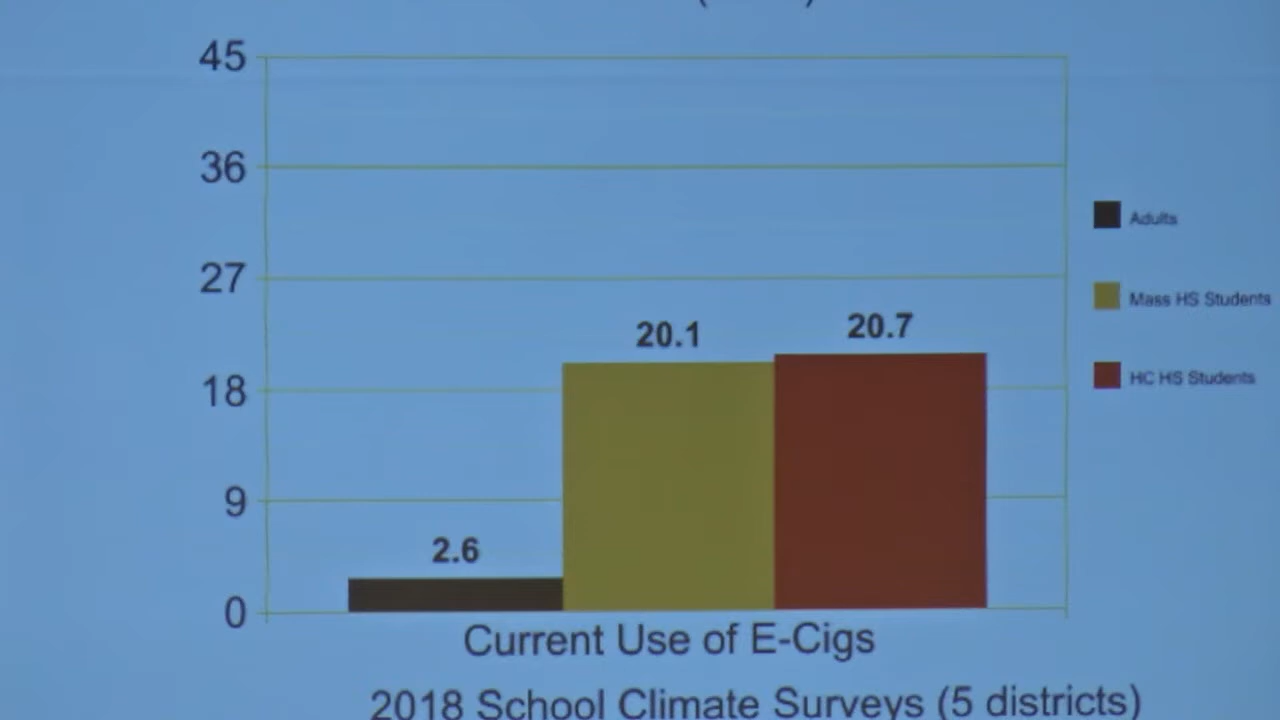 45
36
27
18
9
0
2.6
20.1
20.7
Adults
Mass HS Students
HC HS Students
Current Use of E-Cigs
2018 School Climate Surveys (5 districts)